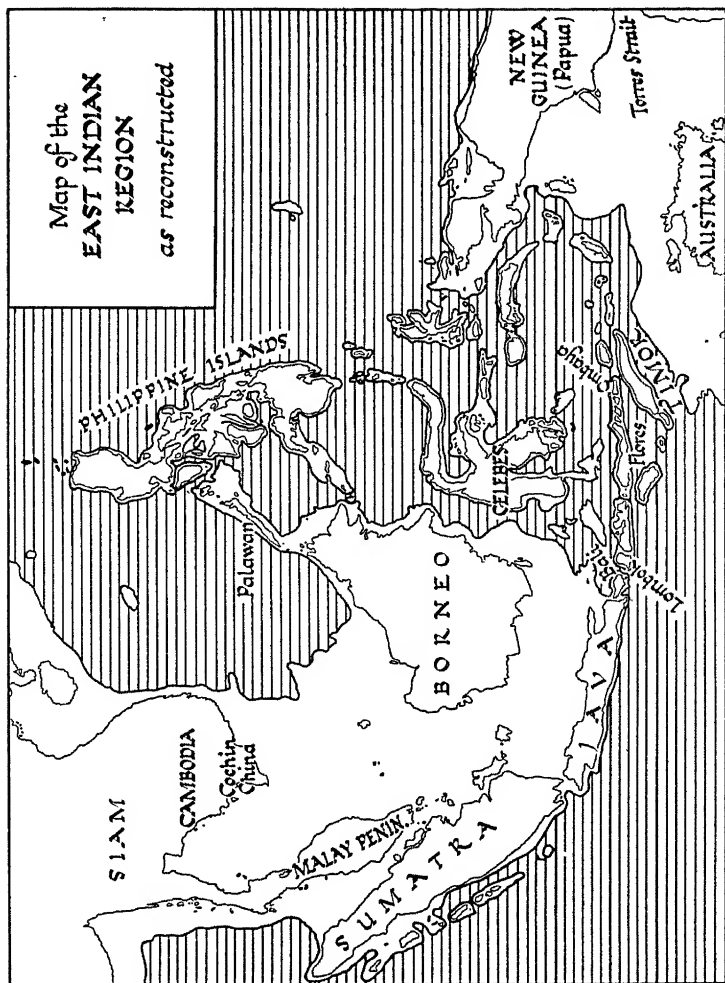 Map of the
EAST INDIAN
REGION
as reconstructed
PHILIPPINE ISLANDS
SIAM
CAMBODIA
Cochin
China
Palawan
MALAY PENIN.
BORNEO
SUMATRA
CELEBES
JAVA
Bali
Lombok
Flores
Ombaya
TIMOR
NEW
GUINEA
(Papua)
Torres Strait
AUSTRALIA